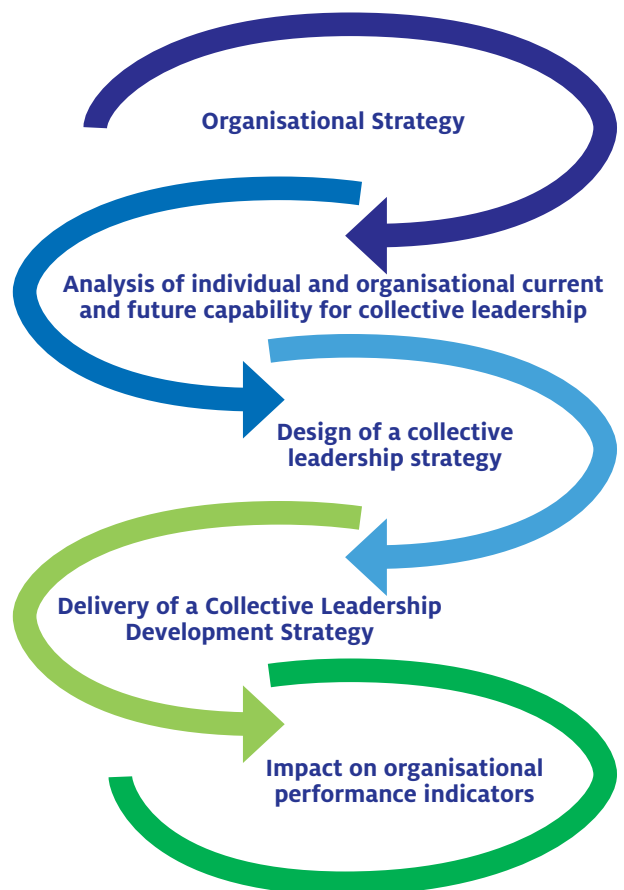 Organisational Strategy
Analysis of individual and organisational current
and future capability for collective leadership
Design of a collective
leadership strategy
Delivery of a Collective Leadership
Development Strategy
Impact on organisational
performance indicators